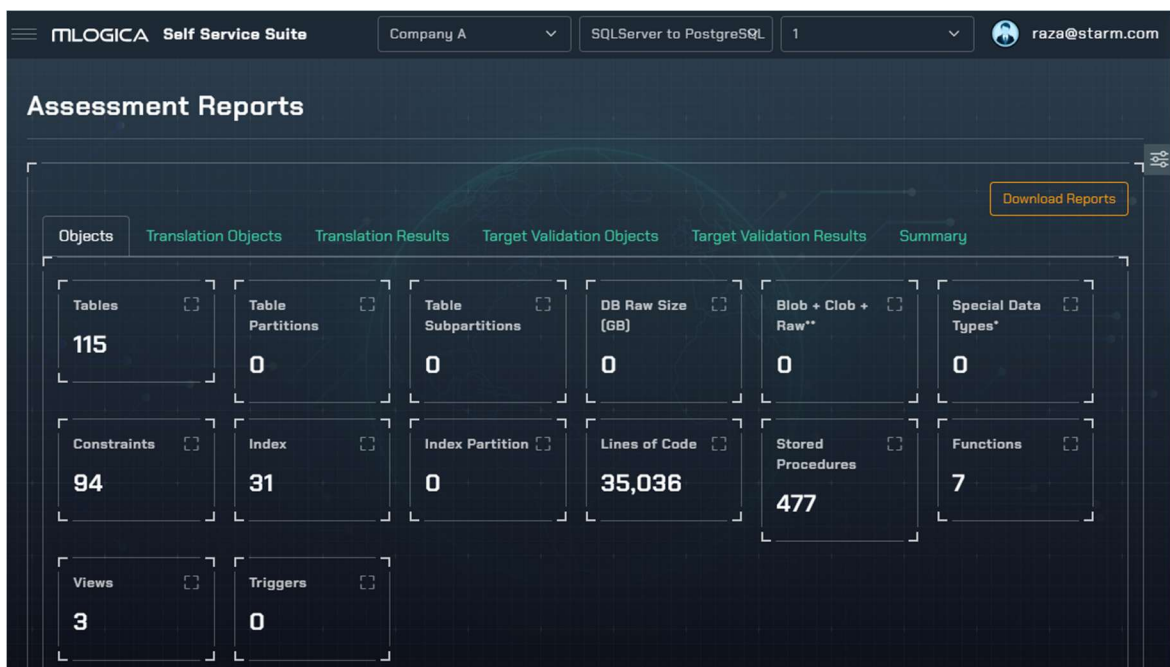 MLOGICA Self Service Suite
Company A
SQLServer to PostgreSQL
1
raza@starm.com
Assessment Reports
Download Reports
Objects
Translation Objects
Translation Results
Target Validation Objects
Target Validation Results
Summary
Tables
115
Table
Partitions
0
Table
Subpartitions
0
DB Raw Size
(GB)
0
Blob + Clob +
Raw**
0
Special Data
Types*
0
Constraints
94
Index
31
Index Partition
0
Lines of Code
35,036
Stored
Procedures
477
Functions
7
Views
3
Triggers
0